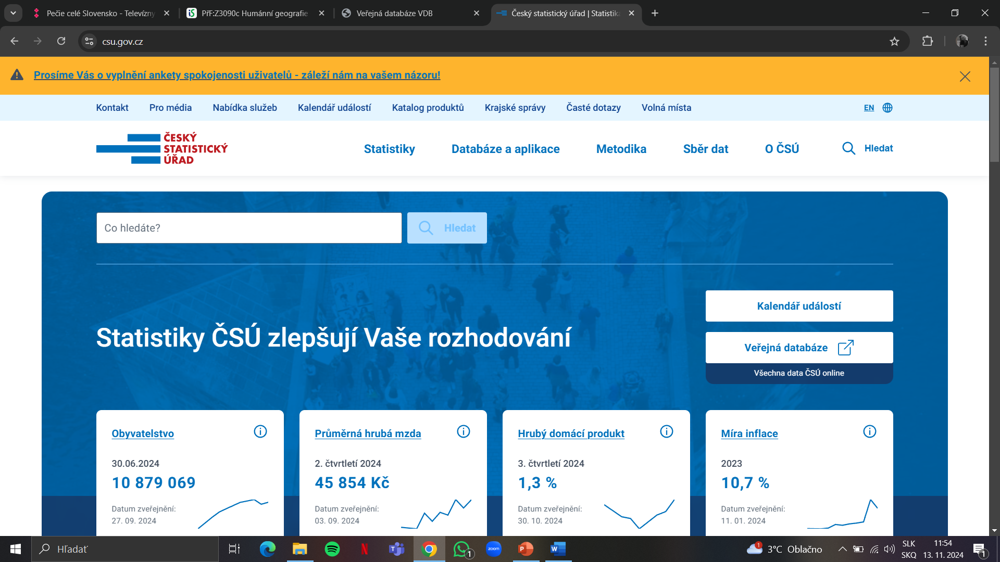 Pečie celé Slovensko - Televízny
PřF:Z3090c Humánní geografie
Veřejná databáze VDB
Český statistický úřad | Statistika
csu.gov.cz
Prosíme Vás o vyplnění ankety spokojenosti uživatelů - záleží nám na vašem názoru!
Kontakt Pro média Nabídka služeb Kalendář událostí Katalog produktů Krajské správy Časté dotazy Volná místa EN
ČESKÝ
STATISTICKÝ
ÚŘAD
Statistiky Databáze a aplikace Metodika Sběr dat O ČSÚ Hledat
Co hledáte? Hledat
Kalendář událostí
Statistiky ČSÚ zlepšují Vaše rozhodování
Veřejná databáze
Všechna data ČSÚ online
Obyvatelstvo
30.06.2024
10 879 069
Datum zveřejnění:
27. 09. 2024
Průměrná hrubá mzda
2. čtvrtletí 2024
45 854 Kč
Datum zveřejnění:
03. 09. 2024
Hrubý domácí produkt
3. čtvrtletí 2024
1,3 %
Datum zveřejnění:
30. 10. 2024
Míra inflace
2023
10,7 %
Datum zveřejnění:
11. 01. 2024
Hľadať
zoom
1
1
3°C Oblačno
SLK
SKQ
11:54
13. 11. 2024
1